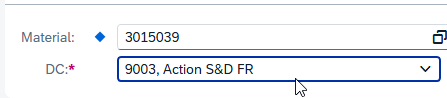 Material: 3015039
DC:* 9003, Action S&D FR